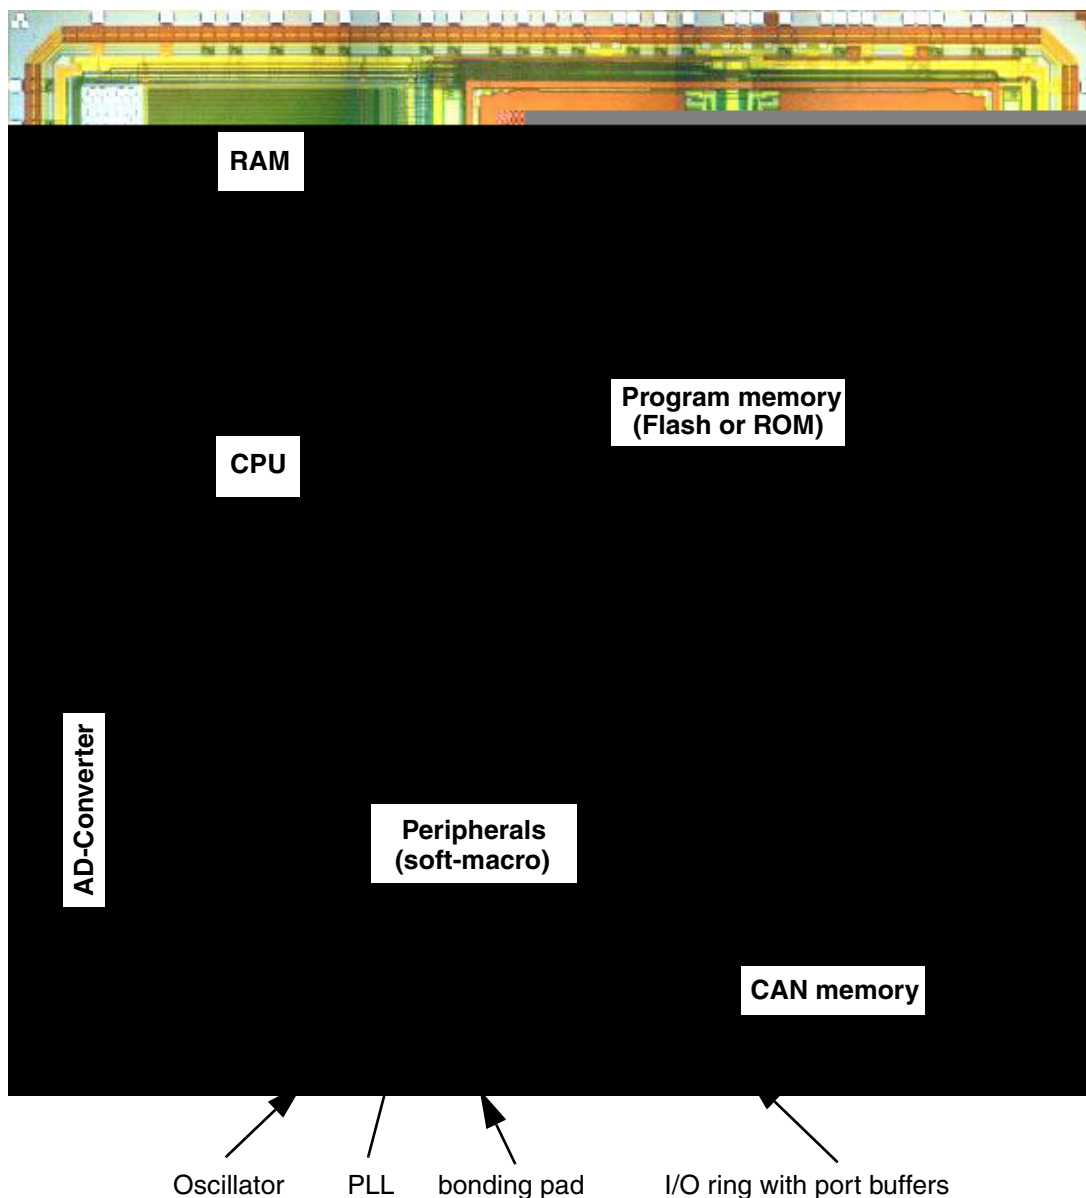 RAM
Program memory
(Flash or ROM)
CPU
AD-Converter
Peripherals
(soft-macro)
CAN memory
Oscillator
PLL
bonding pad
I/O ring with port buffers